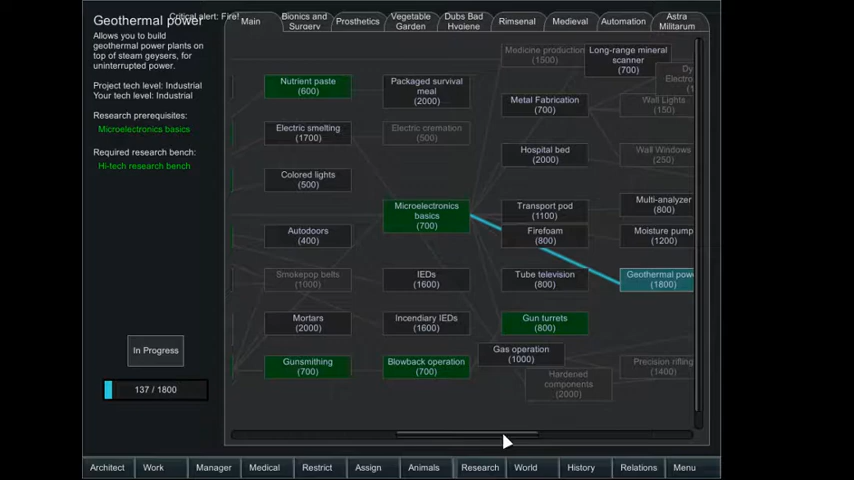 Geothermal power
Critical alert: Fire!
Allows you to build
geothermal power plants on
top of steam geysers, for
uninterrupted power.
Project tech level: Industrial
Your tech level: Industrial
Research prerequisites:
Microelectronics basics
Required research bench:
Hi-tech research bench
In Progress
137 / 1800
Main
Bionics and
Surgery
Prosthetics
Vegetable
Garden
Dubs Bad
Hygiene
Rimsenal
Medieval
Automation
Astra
Militarum
Medicine production
(1500)
Long-range mineral
scanner
(700)
Nutrient paste
(600)
Packaged survival
meal
(2000)
Dy
Electro
Metal Fabrication
(700)
Wall Lights
(150)
Electric smelting
(1700)
Electric cremation
(500)
Hospital bed
(2000)
Wall Windows
(250)
Colored lights
(500)
Microelectronics
basics
(700)
Transport pod
(1100)
Multi-analyzer
(800)
Autodoors
(400)
Firefoam
(800)
Moisture pump
(1200)
Smokepop belts
(1000)
IEDs
(1600)
Tube television
(800)
Geothermal powe
(1800)
Mortars
(2000)
Incendiary IEDs
(1600)
Gun turrets
(800)
Gas operation
(1000)
Gunsmithing
(700)
Blowback operation
(700)
Hardened
components
(2000)
Precision rifling
(1400)
Architect
Work
Manager
Medical
Restrict
Assign
Animals
Research
World
History
Relations
Menu